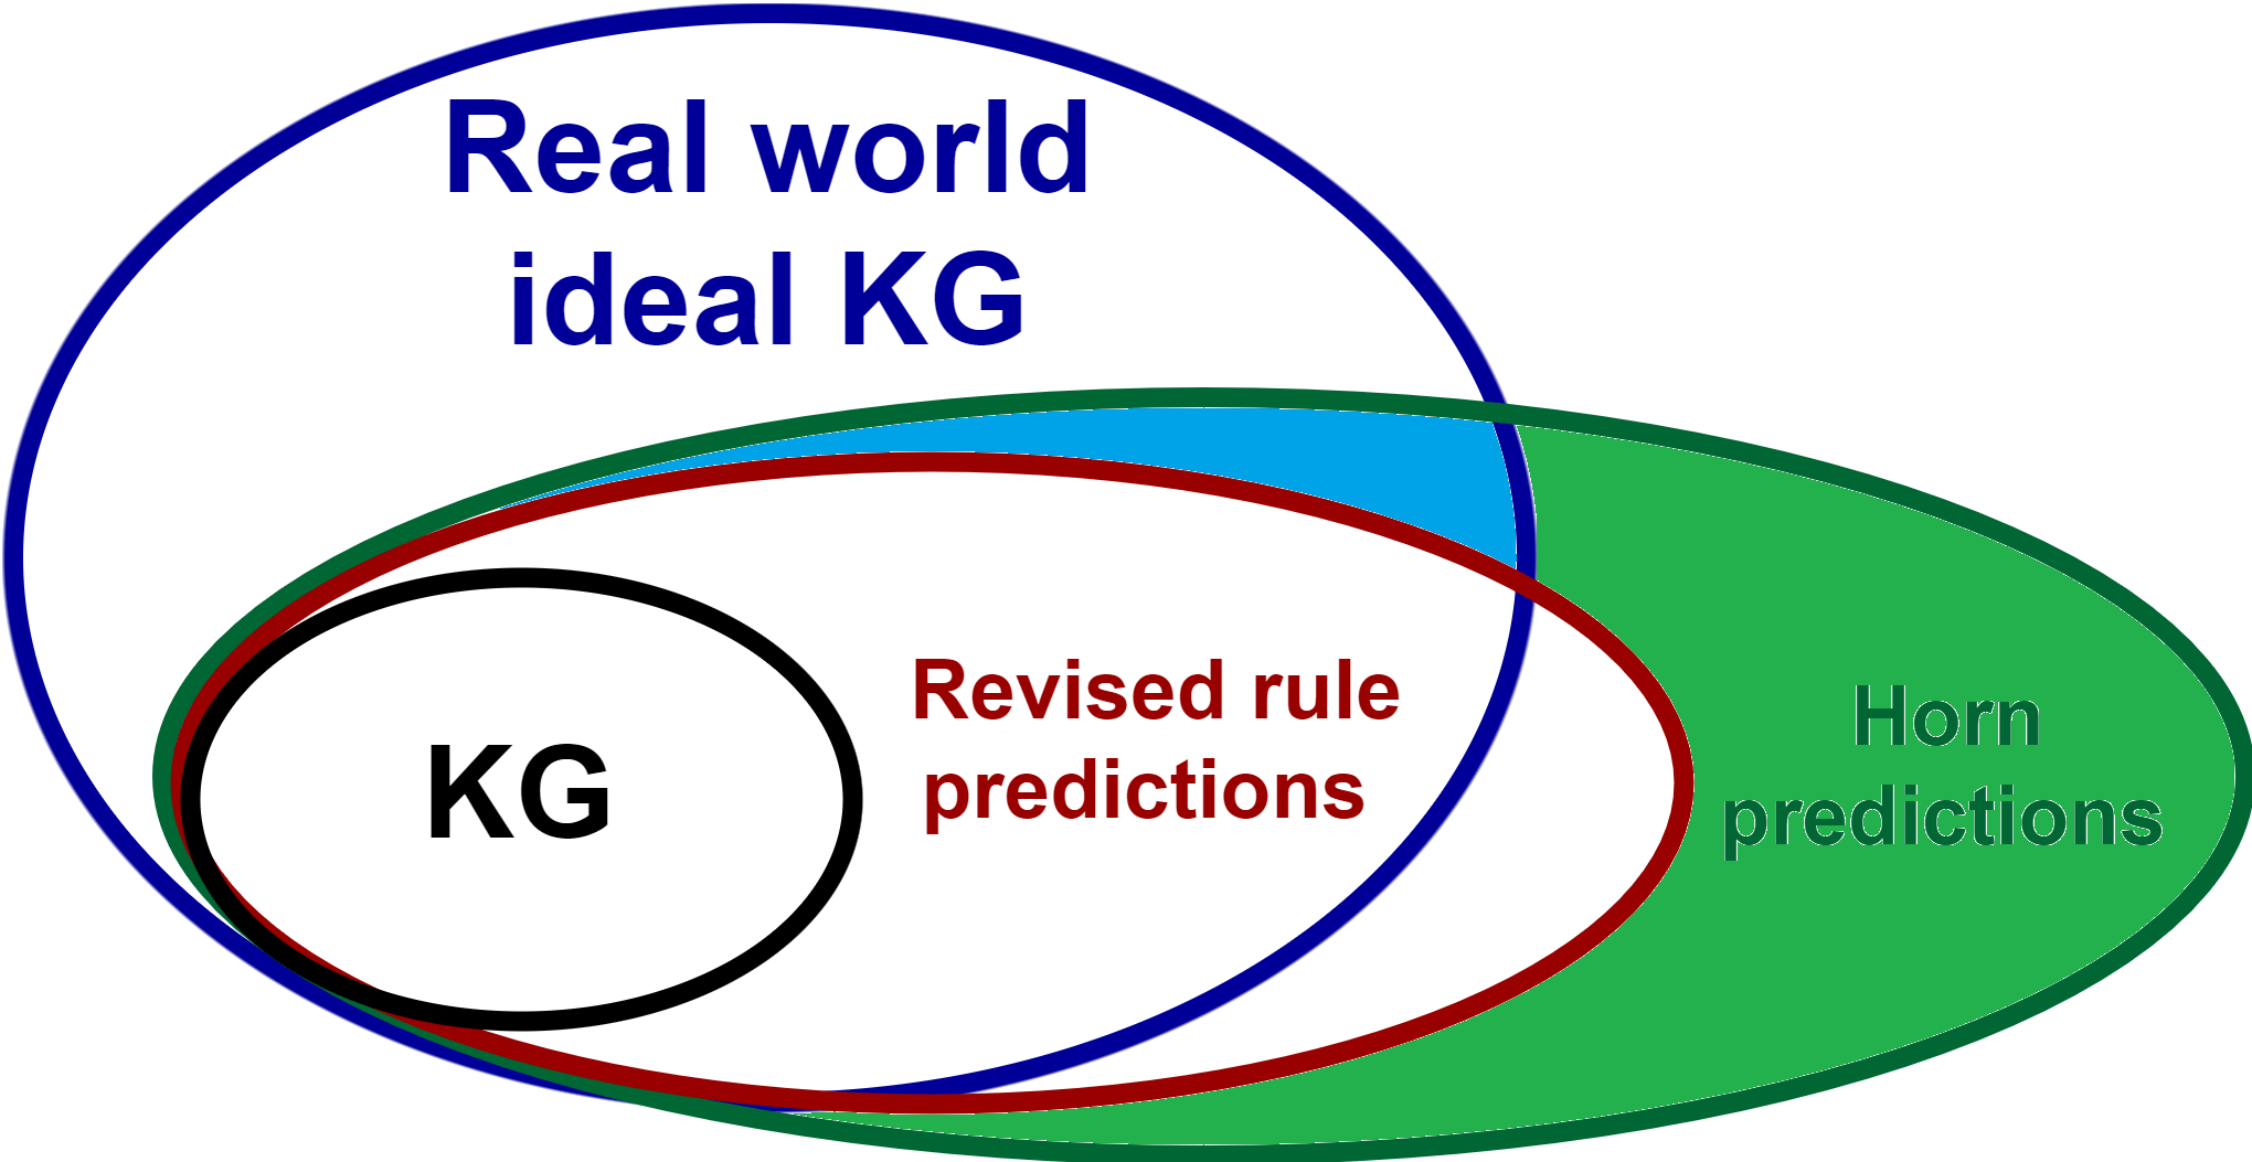 Real world
ideal KG
KG
Revised rule
predictions
Horn
predictions